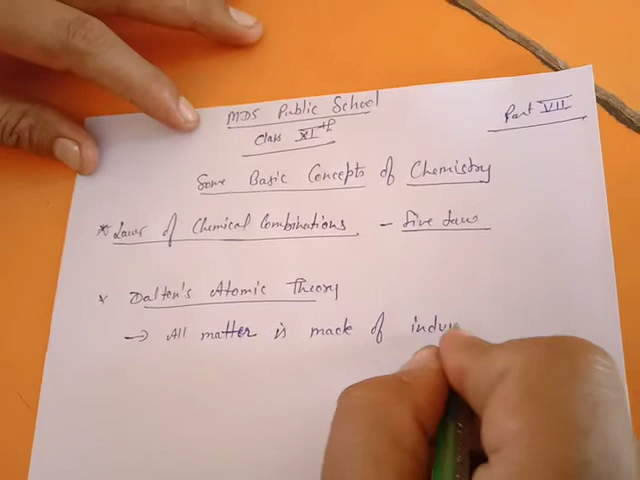 MDS Public School
Part VII
Class XIth
Some Basic Concepts of Chemistry
* Laws of Chemical Combinations - five laws
* Dalton's Atomic Theory
→ All matter is made of indu